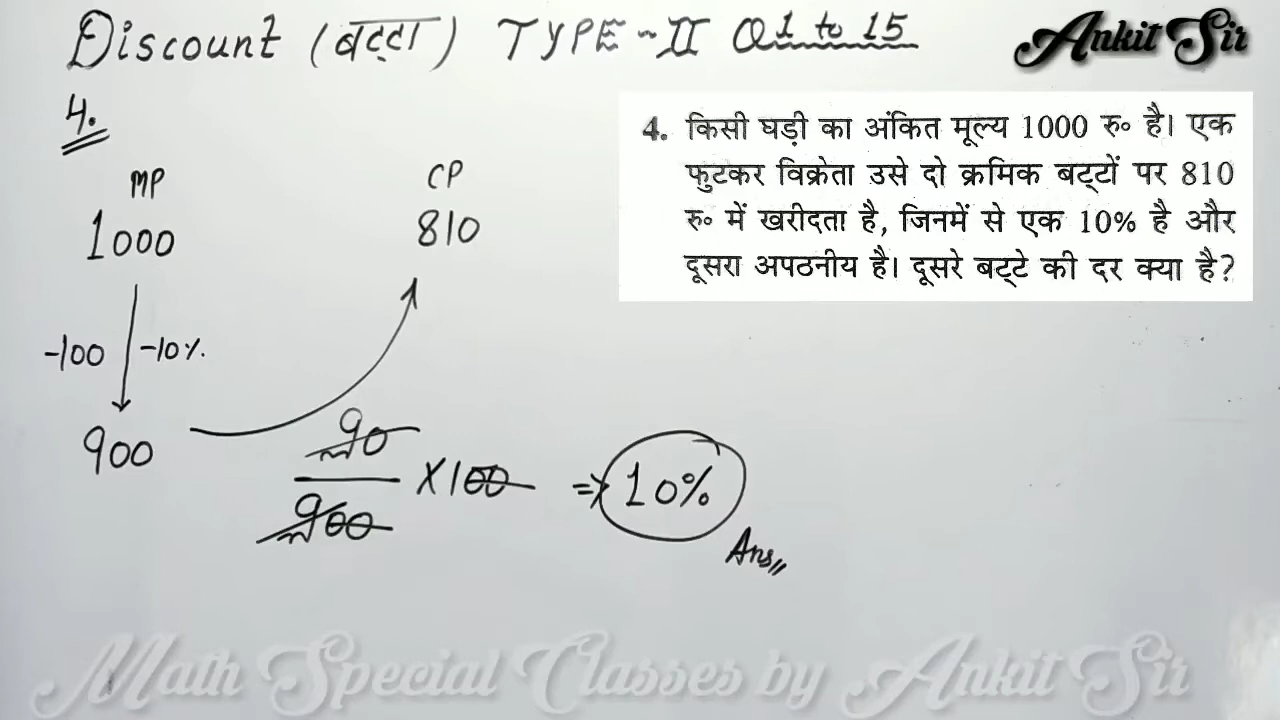 Discount (बट्टा) TYPE-II Q 1 to 15
Ankit Sir
4.
4. किसी घड़ी का अंकित मूल्य 1000 रु० है। एक
फुटकर विक्रेता उसे दो क्रमिक बट्टों पर 810
रु० में खरीदता है, जिनमें से एक 10% है और
दूसरा अपठनीय है। दूसरे बट्टे की दर क्या है?
MP
CP
1000
810
-100
-10%
900
90
900
×100
⇒ 10%
Ans,,
Math Special Classes by Ankit Sir